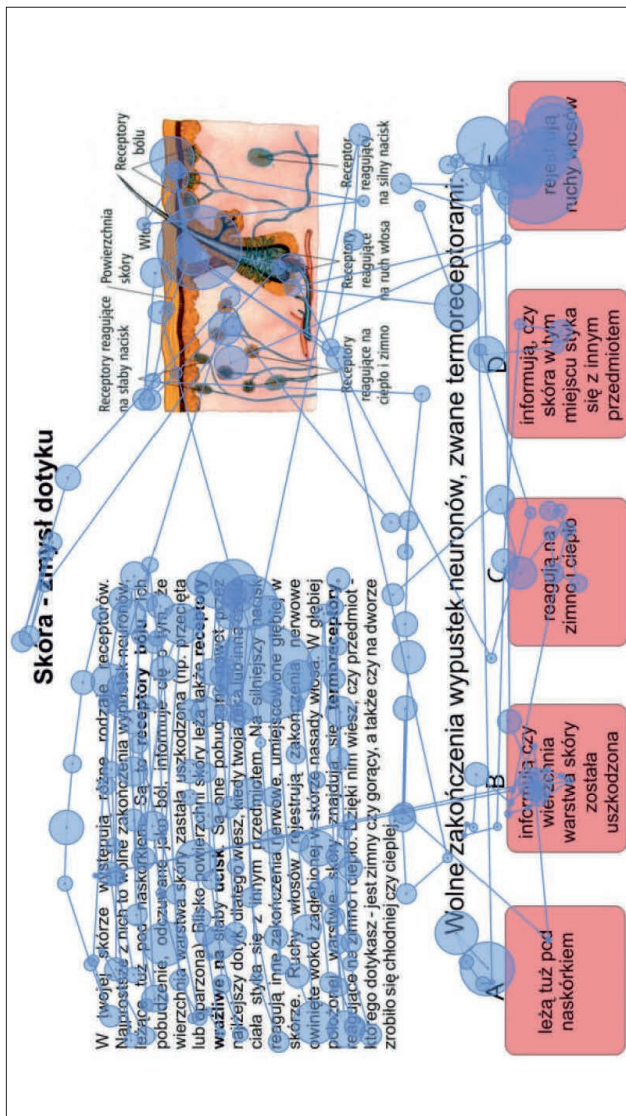 Skóra - zmysł dotyku
W twojej skórze występują różne rodzaje receptorów.
Najprostsze z nich to wolne zakończenia wypustek neuronów,
leżące tuż pod naskórkiem. Są to receptory bólu. Ich
pobudzenie, odczuwane jako ból, informuje cię o tym, że
wierzchnia warstwa skóry została uszkodzona (np. przecięta
lub oparzona). Blisko powierzchni skóry leżą także receptory
wrażliwe na słaby ucisk. Są one nawet przez
najlżejszy dotyk, dlatego wiesz, kiedy twoja lub inna
ciała styka się z innym przedmiotem. Na silniejszy nacisk
reagują inne zakończenia nerwowe, umiejscowione głębiej w
skórze. Ruchy włosów rejestrują zakończenia nerwowe
owinięte wokół zagłębionej w skórze nasady włosa. W głębiej
położonej warstwie skóry znajdują się termoreceptory,
reagujące na zimno i ciepło. Dzięki nim wiesz, czy przedmiot -
którego dotykasz - jest zimny czy gorący, a także czy na dworze
zrobiło się chłodniej czy cieplej.
Receptory reagujące
na słaby nacisk
Powierzchnia
skóry
Włos
Receptory
bólu
Receptory
reagujące na
ciepło i zimno
Receptory
reagujące
na ruch włosa
Receptor
reagujący
na silny nacisk
Wolne zakończenia wypustek neuronów, zwane termoreceptorami:
A
leżą tuż pod
naskórkiem
B
informują czy
wierzchnia
warstwa skóry
została
uszkodzona
C
reagują na
zimno i ciepło
D
informują, czy
skóra w tym
miejscu styka
się z innym
przedmiotem
rejestrują
ruchy włosów